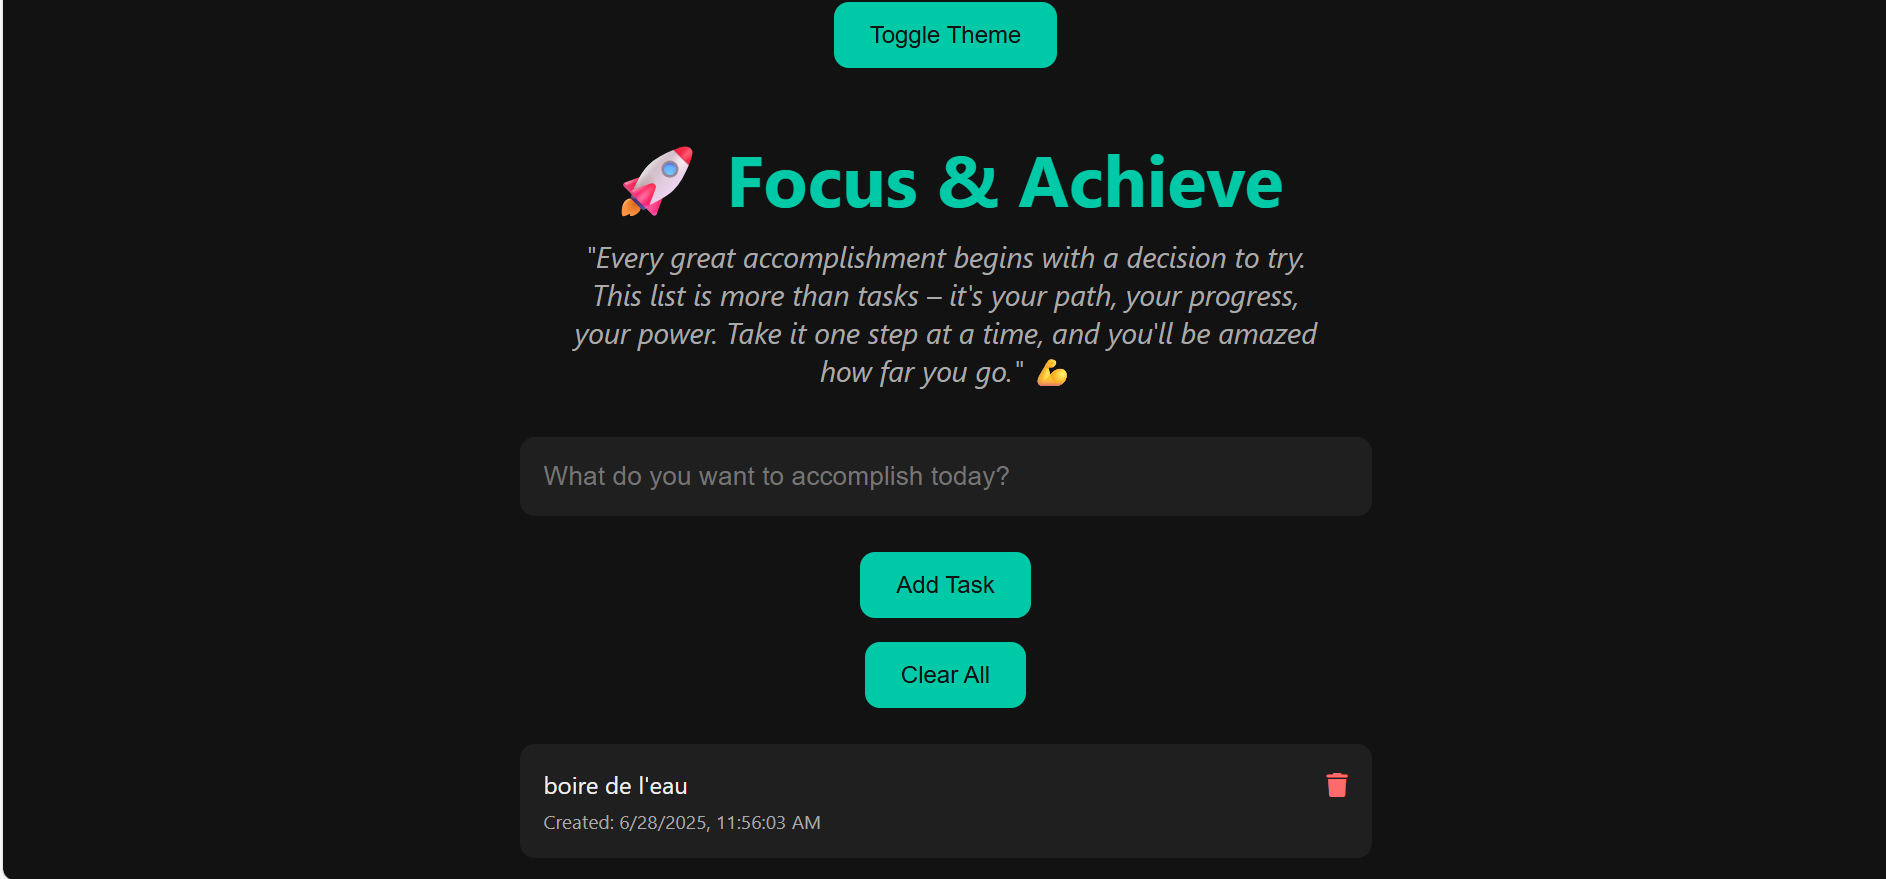 Toggle Theme
🚀 Focus & Achieve
"Every great accomplishment begins with a decision to try.
This list is more than tasks – it's your path, your progress,
your power. Take it one step at a time, and you'll be amazed
how far you go." 💪
What do you want to accomplish today?
Add Task
Clear All
boire de l'eau
Created: 6/28/2025, 11:56:03 AM